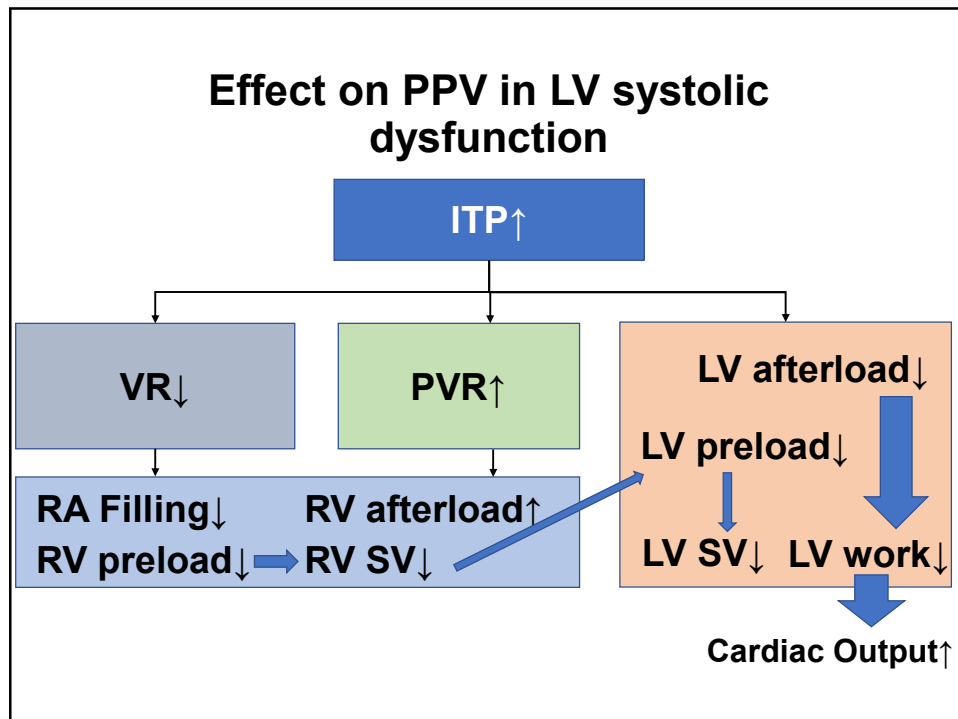 Effect on PPV in LV systolic
dysfunction
ITP↑
VR↓
PVR↑
LV afterload↓
LV preload↓
LV SV↓
LV work↓
RA Filling↓
RV afterload↑
RV preload↓
RV SV↓
Cardiac Output↑